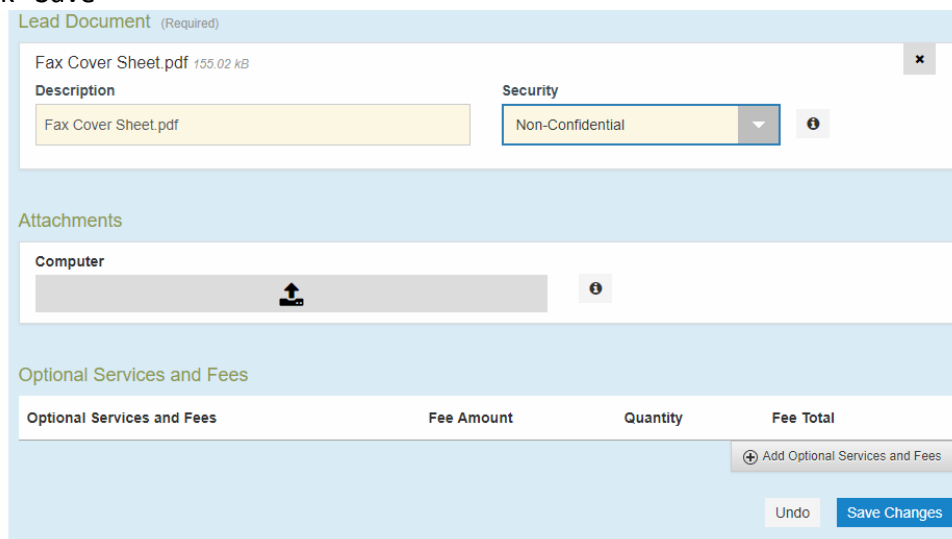 Save
Lead Document (Required)
Fax Cover Sheet.pdf 155.02 kB
Description Security
Fax Cover Sheet.pdf Non-Confidential
Attachments
Computer
Optional Services and Fees
Optional Services and Fees Fee Amount Quantity Fee Total
Add Optional Services and Fees
Undo Save Changes